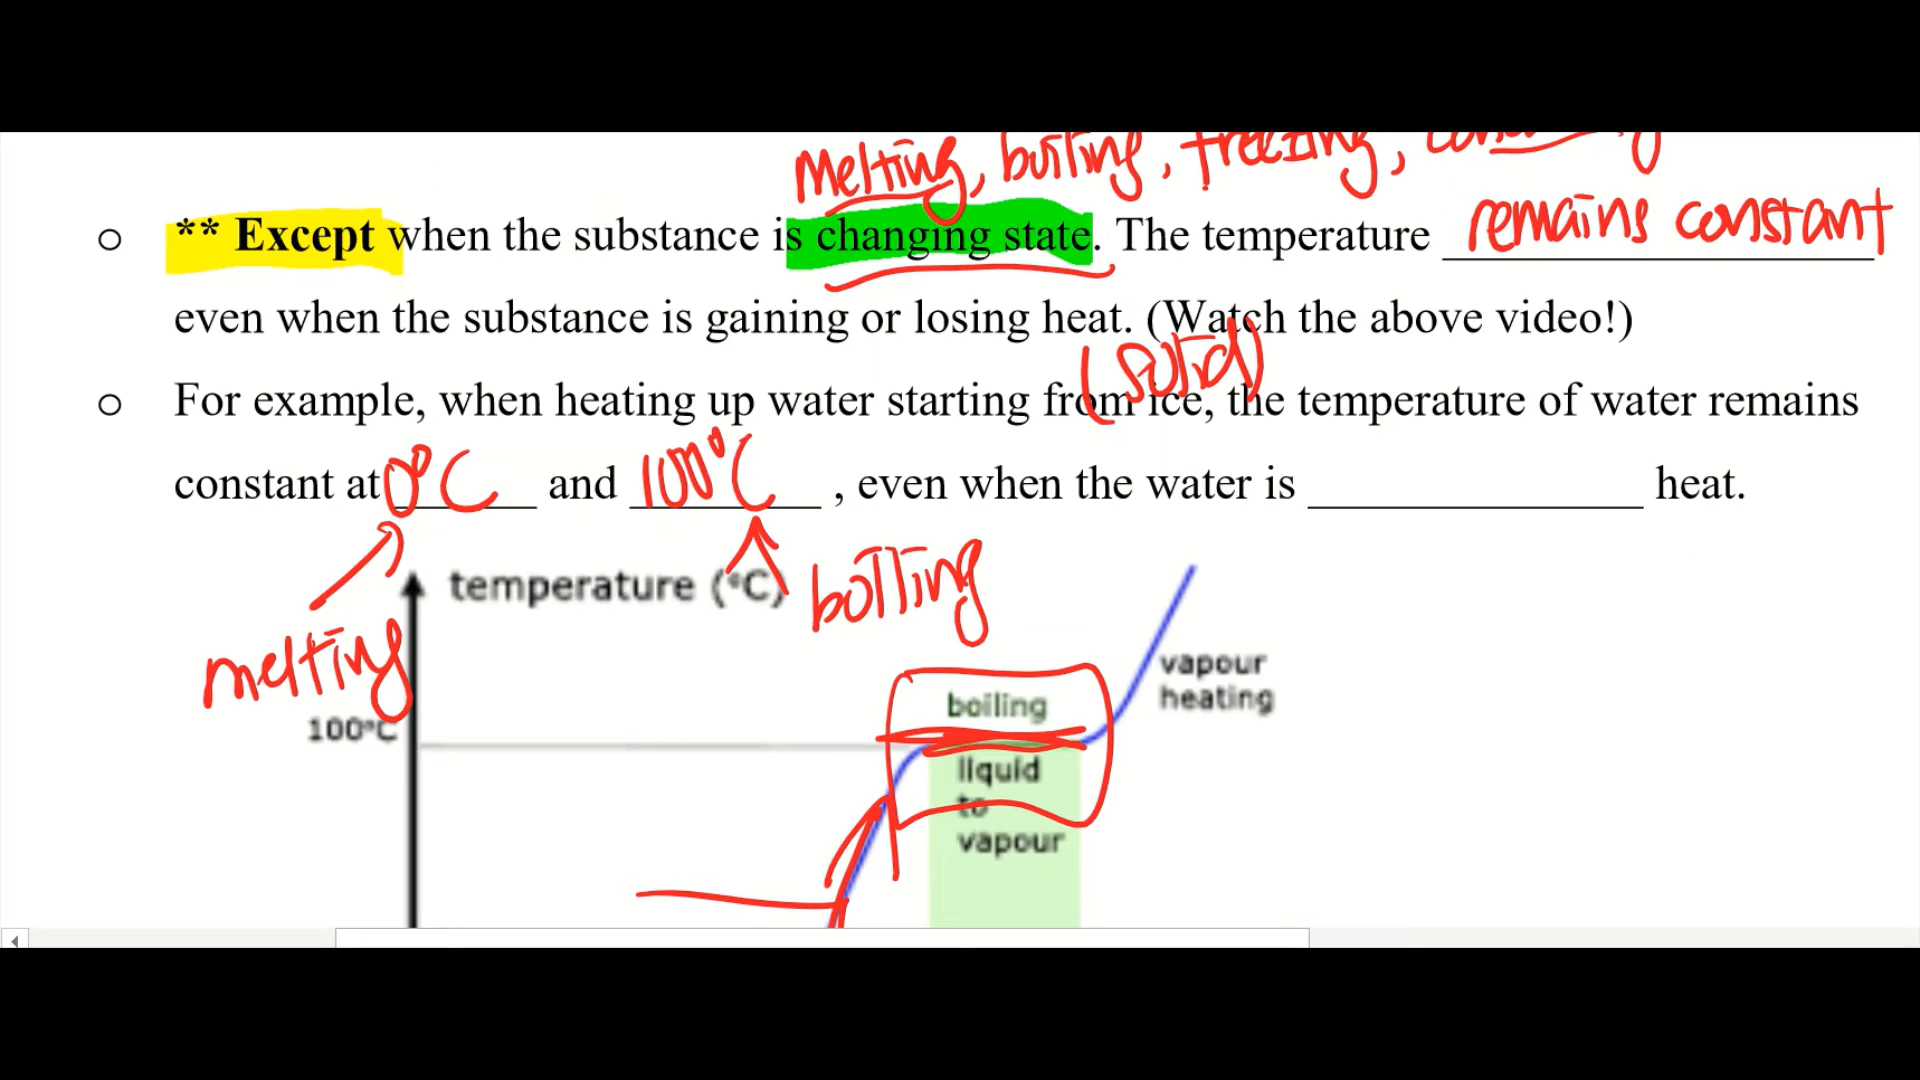 melting, boiling, freezing,
** Except when the substance is changing state. The temperature remains constant
even when the substance is gaining or losing heat. (Watch the above video!)
(solid)
For example, when heating up water starting from ice, the temperature of water remains
constant at 0°C and 100°C, even when the water is ________ heat.
temperature (°C) boiling
melting
vapour
heating
boiling
100°C
liquid
to
vapour